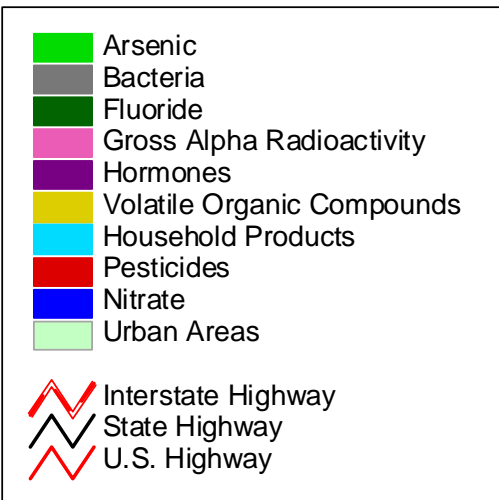 Arsenic
Bacteria
Fluoride
Gross Alpha Radioactivity
Hormones
Volatile Organic Compounds
Household Products
Pesticides
Nitrate
Urban Areas
Interstate Highway
State Highway
U.S. Highway